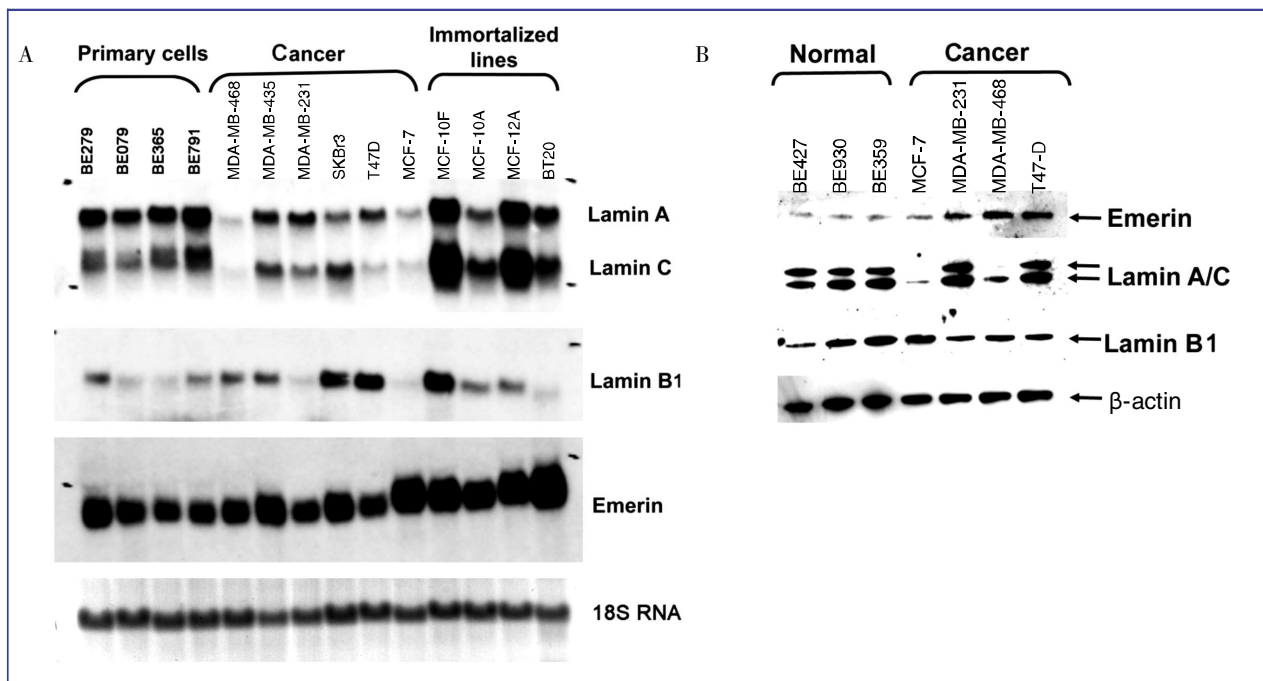 A
Primary cells
Cancer
Immortalized
lines
BE279
BE079
BE365
BE791
MDA-MB-468
MDA-MB-435
MDA-MB-231
SKBr3
T47D
MCF-7
MCF-10F
MCF-10A
MCF-12A
BT20
Lamin A
Lamin C
Lamin B1
Emerin
18S RNA
B
Normal
Cancer
BE427
BE930
BE359
MCF-7
MDA-MB-231
MDA-MB-468
T47-D
Emerin
Lamin A/C
Lamin B1
β-actin